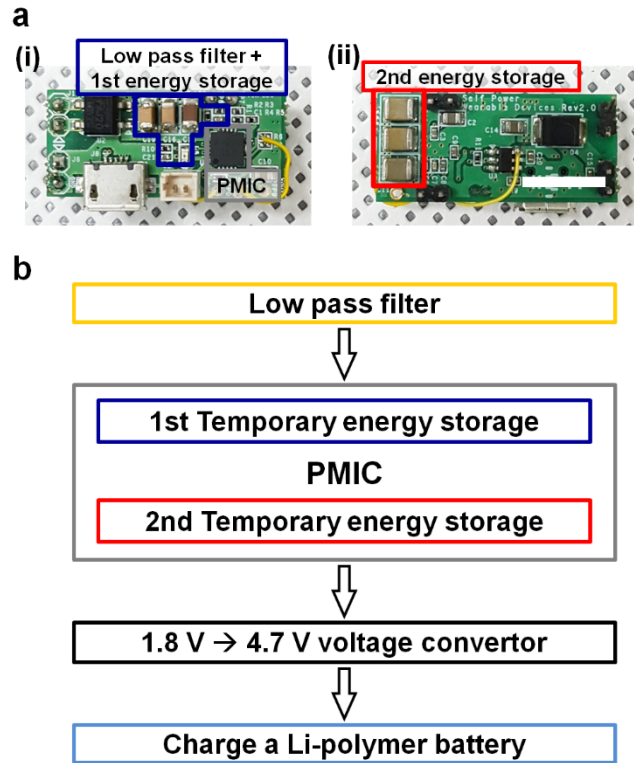 a
(i)
Low pass filter +
1st energy storage
PMIC
(ii)
2nd energy storage
Self Power
Wearable Devices Rev2.0
C2
C14
b
Low pass filter
1st Temporary energy storage
PMIC
2nd Temporary energy storage
1.8 V → 4.7 V voltage convertor
Charge a Li-polymer battery